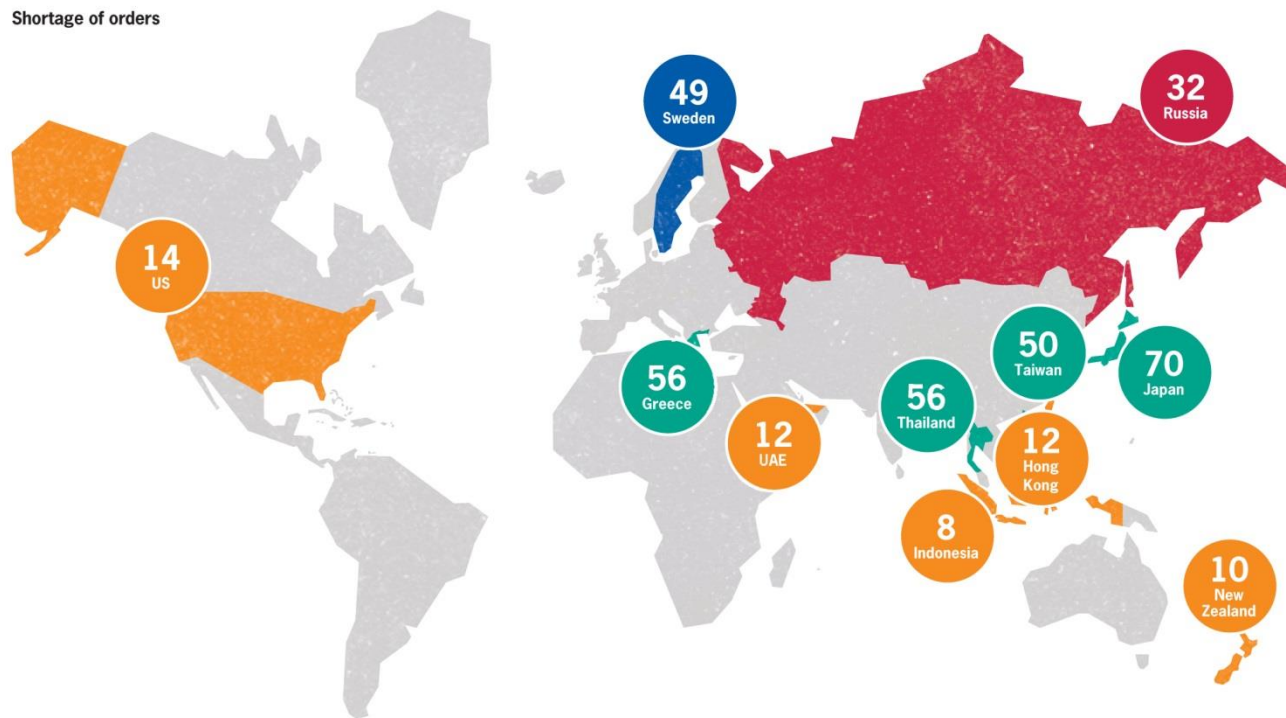 Shortage of orders
49
Sweden
32
Russia
14
US
50
Taiwan
70
Japan
56
Greece
56
Thailand
12
UAE
12
Hong
Kong
8
Indonesia
10
New
Zealand